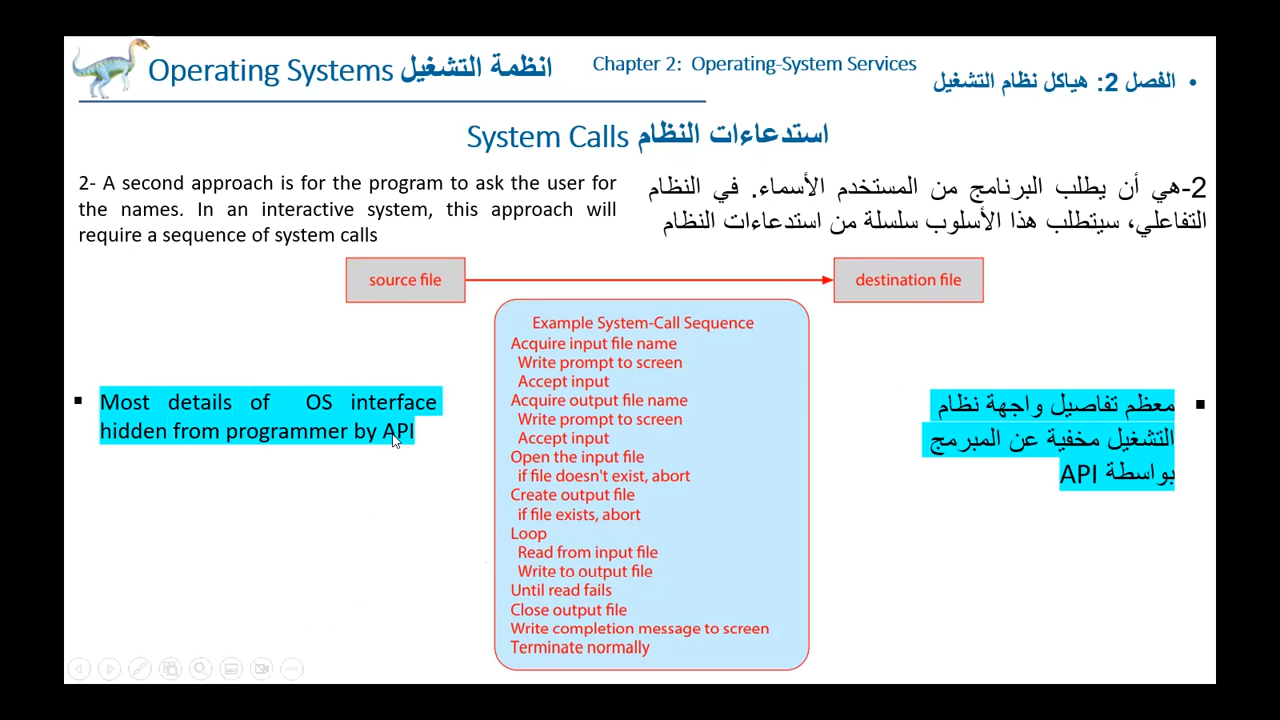 Operating Systems انظمة التشغيل
Chapter 2: Operating-System Services
• الفصل 2: هياكل نظام التشغيل
System Calls استدعاءات النظام
2- A second approach is for the program to ask the user for
the names. In an interactive system, this approach will
require a sequence of system calls
2-هي أن يطلب البرنامج من المستخدم الأسماء. في النظام
التفاعلي، سيتطلب هذا الأسلوب سلسلة من استدعاءات النظام
source file
destination file
Example System-Call Sequence
Acquire input file name
Write prompt to screen
Accept input
Acquire output file name
Write prompt to screen
Accept input
Open the input file
if file doesn't exist, abort
Create output file
if file exists, abort
Loop
Read from input file
Write to output file
Until read fails
Close output file
Write completion message to screen
Terminate normally
▪ Most details of OS interface
hidden from programmer by API
▪ معظم تفاصيل واجهة نظام
التشغيل مخفية عن المبرمج
بواسطة API